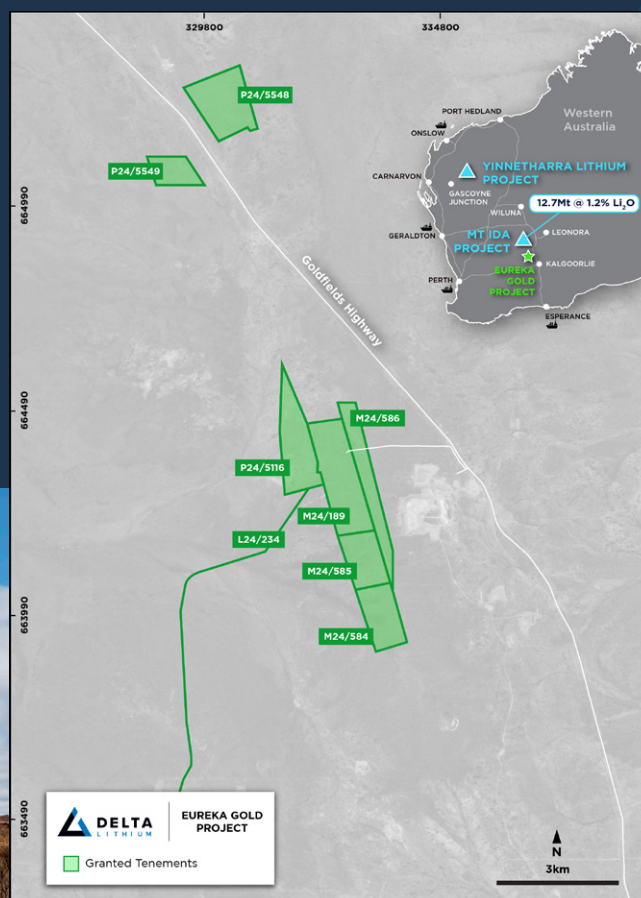 329800
334800
P24/5548
P24/5549
664990
664490
663990
663490
Goldfields Highway
M24/586
P24/5116
M24/189
L24/234
M24/585
M24/584
Western
Australia
PORT HEDLAND
ONSLOW
YINNETHARRA LITHIUM
PROJECT
CARNARVON
GASCOYNE
JUNCTION
12.7Mt @ 1.2% Li₂O
WILUNA
MT IDA
PROJECT
LEONORA
GERALDTON
EUREKA
GOLD
PROJECT
KALGOORLIE
PERTH
ESPERANCE
DELTA
LITHIUM
EUREKA GOLD
PROJECT
Granted Tenements
N
3km